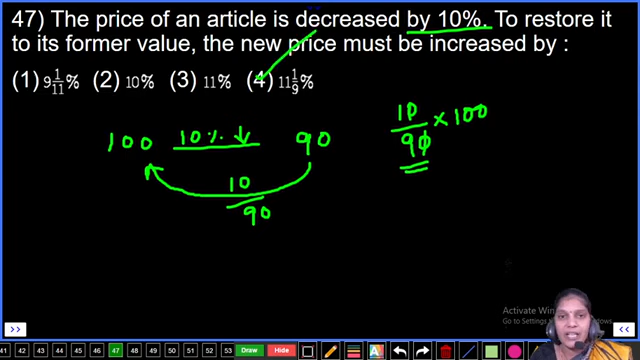 47) The price of an article is decreased by 10%. To restore it
to its former value, the new price must be increased by :
(1) 9 1/11% (2) 10% (3) 11% (4) 11 1/9%
100 10% ↓ 90
10/90
10/90 × 100
Activate Windows
Go to Settings to activate Windows.
>> 41 42 43 44 45 46 47 48 49 50 51 52 53 Draw Hide <<